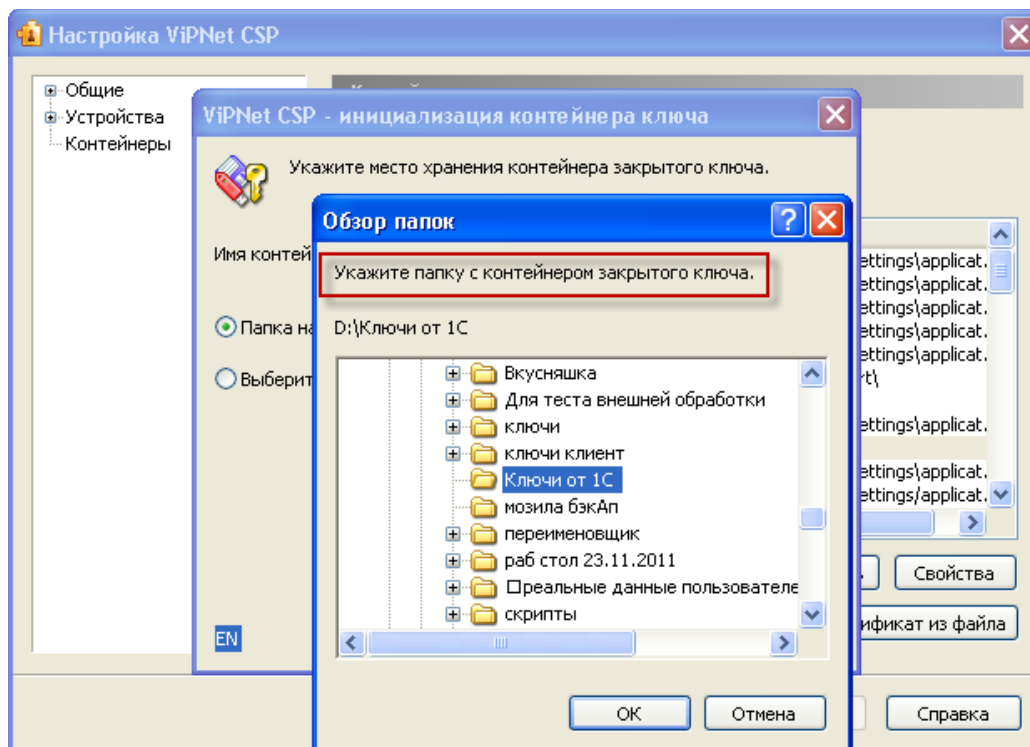 Настройка ViPNet CSP
Общие
Устройства
Контейнеры
ViPNet CSP - инициализация контейнера ключа
Укажите место хранения контейнера закрытого ключа.
Имя контей
Папка на
Выберит
EN
Обзор папок
Укажите папку с контейнером закрытого ключа.
D:\Ключи от 1С
Вкусняшка
Для теста внешней обработки
ключи
ключи клиент
Ключи от 1С
мозила бэкАп
переименовщик
раб стол 23.11.2011
реальные данные пользователе
скрипты
ОК
Отмена
ettings\applicat.
ettings\applicat.
ettings\applicat.
ettings\applicat.
ettings\applicat.
rt\
ettings\applicat.
ettings\applicat.
ettings/applicat.
Свойства
ификат из файла
Справка